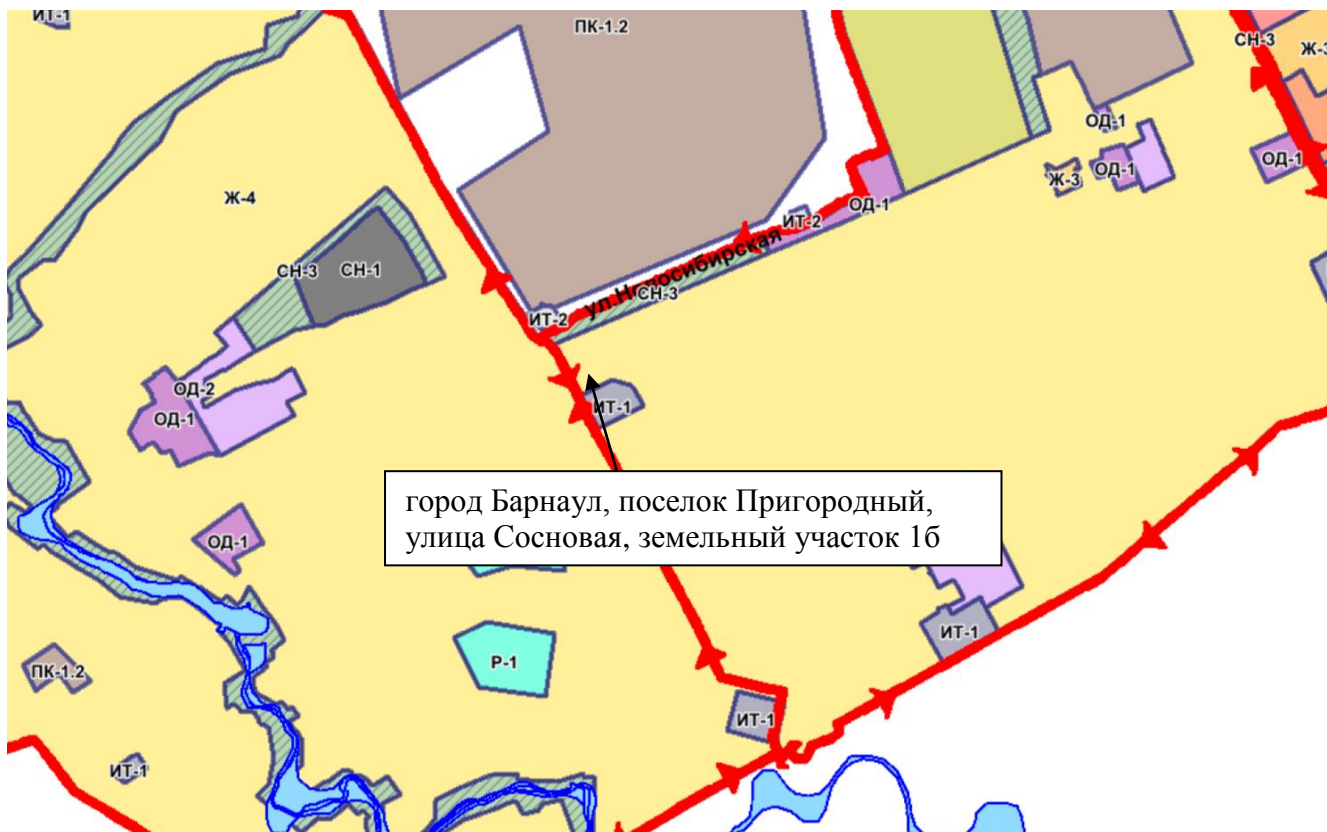 ИТ-1
ПК-1.2
СН-3
Ж-3
ОД-1
ОД-1
Ж-3
ОД-1
Ж-4
ОД-1
ИТ-2
ул.Новосибирская
СН-3
СН-1
СН-3
ИТ-2
ОД-2
ОД-1
ИТ-1
город Барнаул, поселок Пригородный,
улица Сосновая, земельный участок 1б
ОД-1
ИТ-1
Р-1
ПК-1.2
ИТ-1
ИТ-1